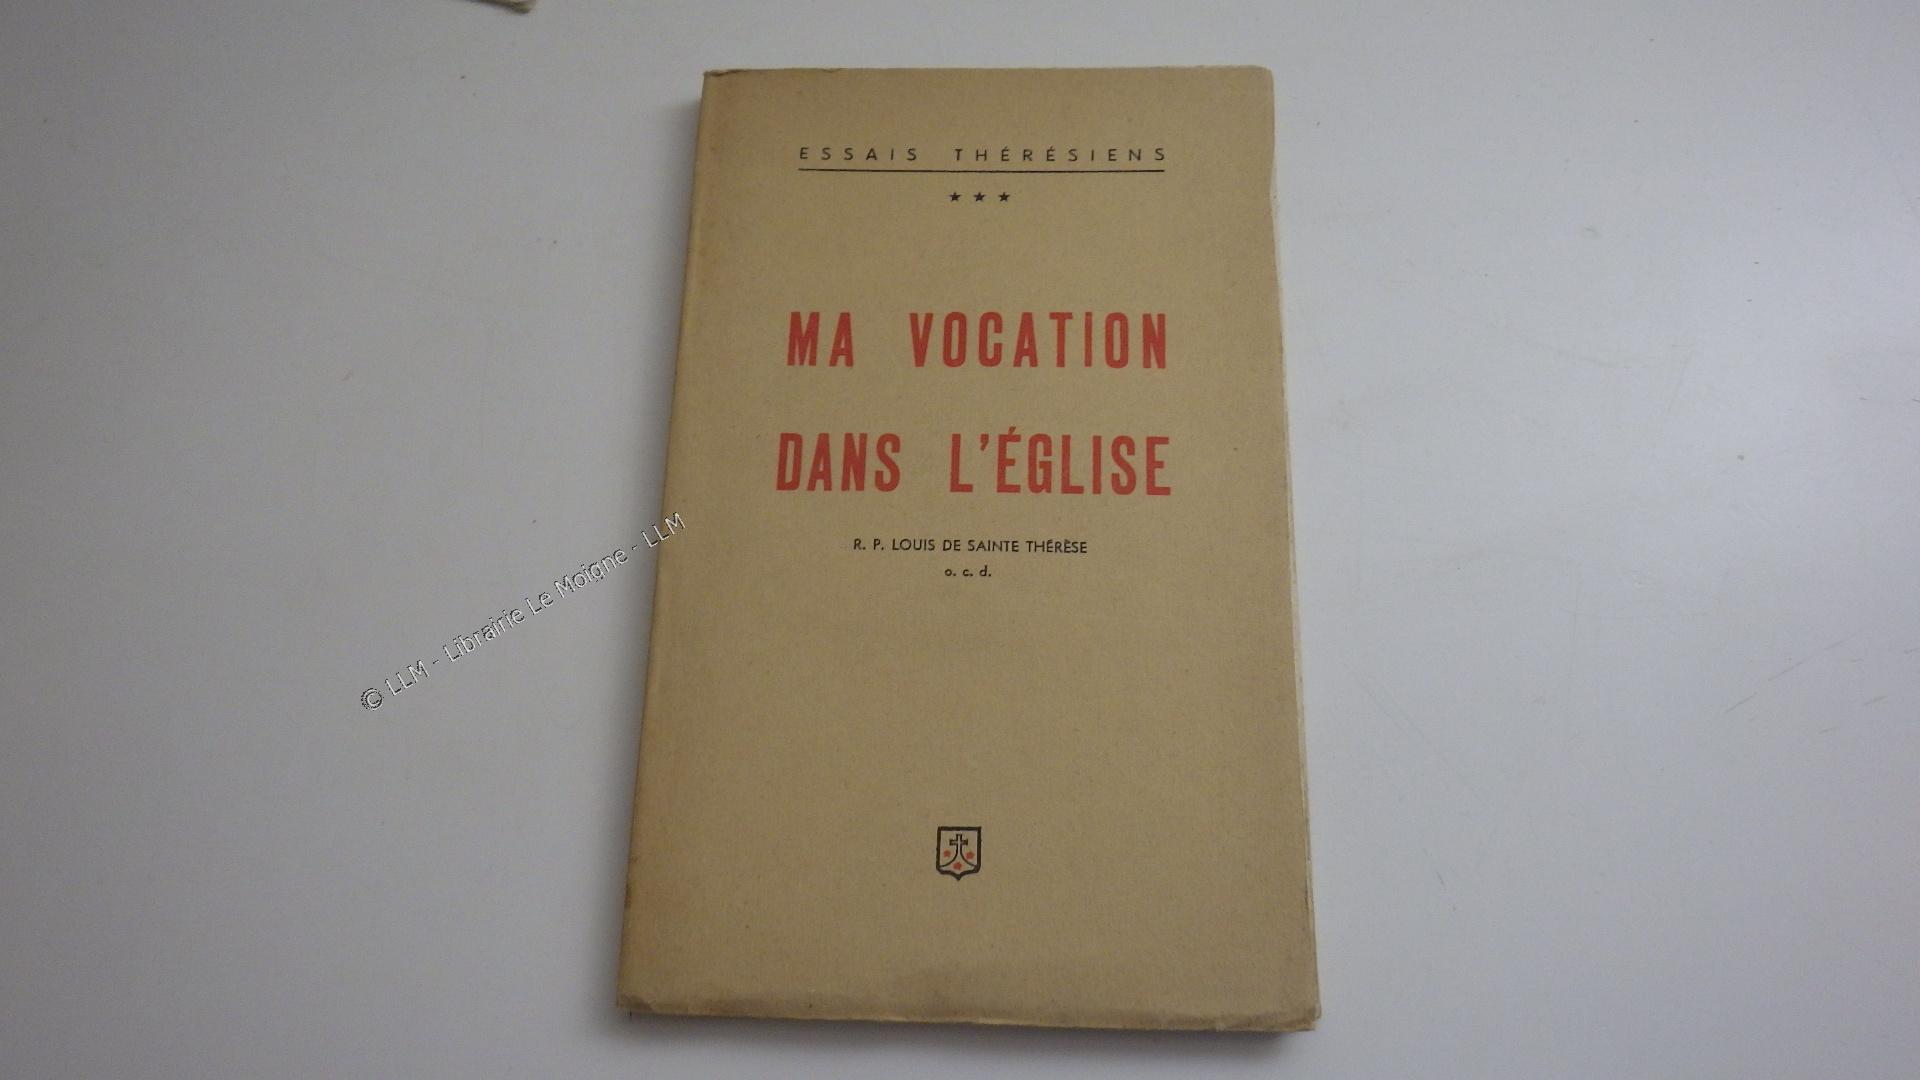 ESSAIS THÉRÉSIENS
★ ★ ★
MA VOCATION
DANS L'ÉGLISE
R. P. LOUIS DE SAINTE THÉRÈSE
o. c. d.
© LLM - Librairie Le Moigne - LLM